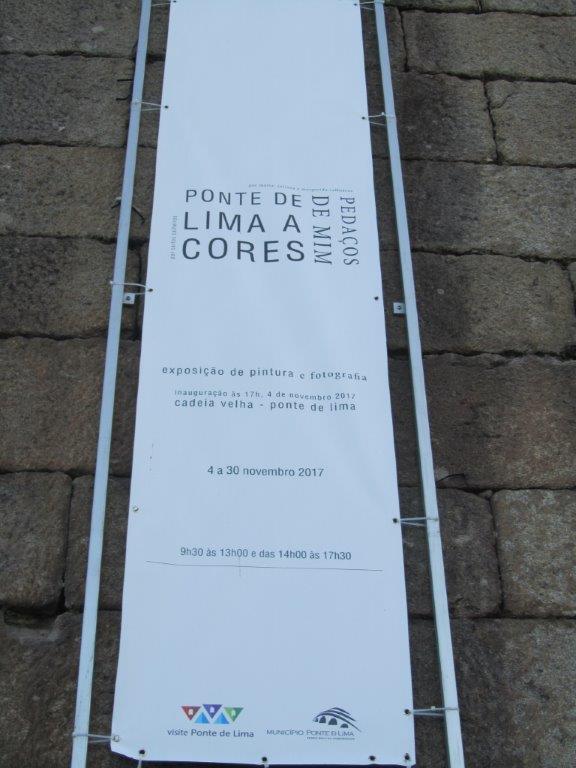 PONTE DE
LIMA A
CORES
PEDAÇOS
DE MIM
exposição de pintura e fotografia
inauguração às 17h, 4 de novembro 2017
cadeia velha - ponte de lima
4 a 30 novembro 2017
9h30 às 13h00 e das 14h00 às 17h30
visite Ponte de Lima
MUNICÍPIO PONTE DE LIMA